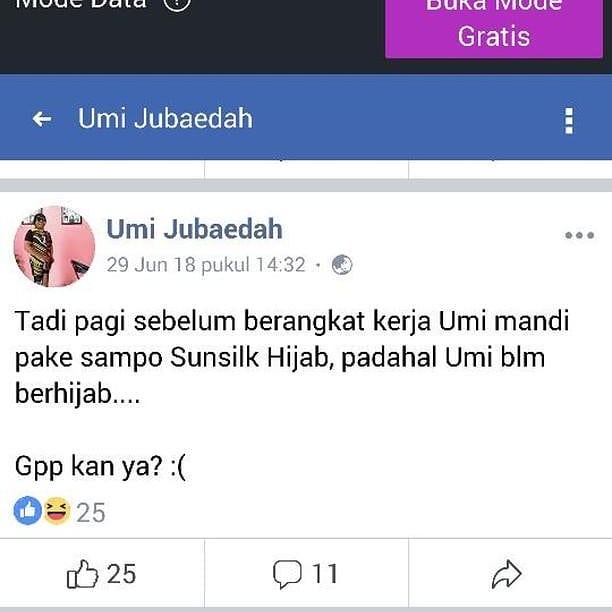 Mode Data ?
Buka Mode
Gratis
Umi Jubaedah
Umi Jubaedah
29 Jun 18 pukul 14:32 ·
Tadi pagi sebelum berangkat kerja Umi mandi
pake sampo Sunsilk Hijab, padahal Umi blm
berhijab....
Gpp kan ya? :(
25
25
11